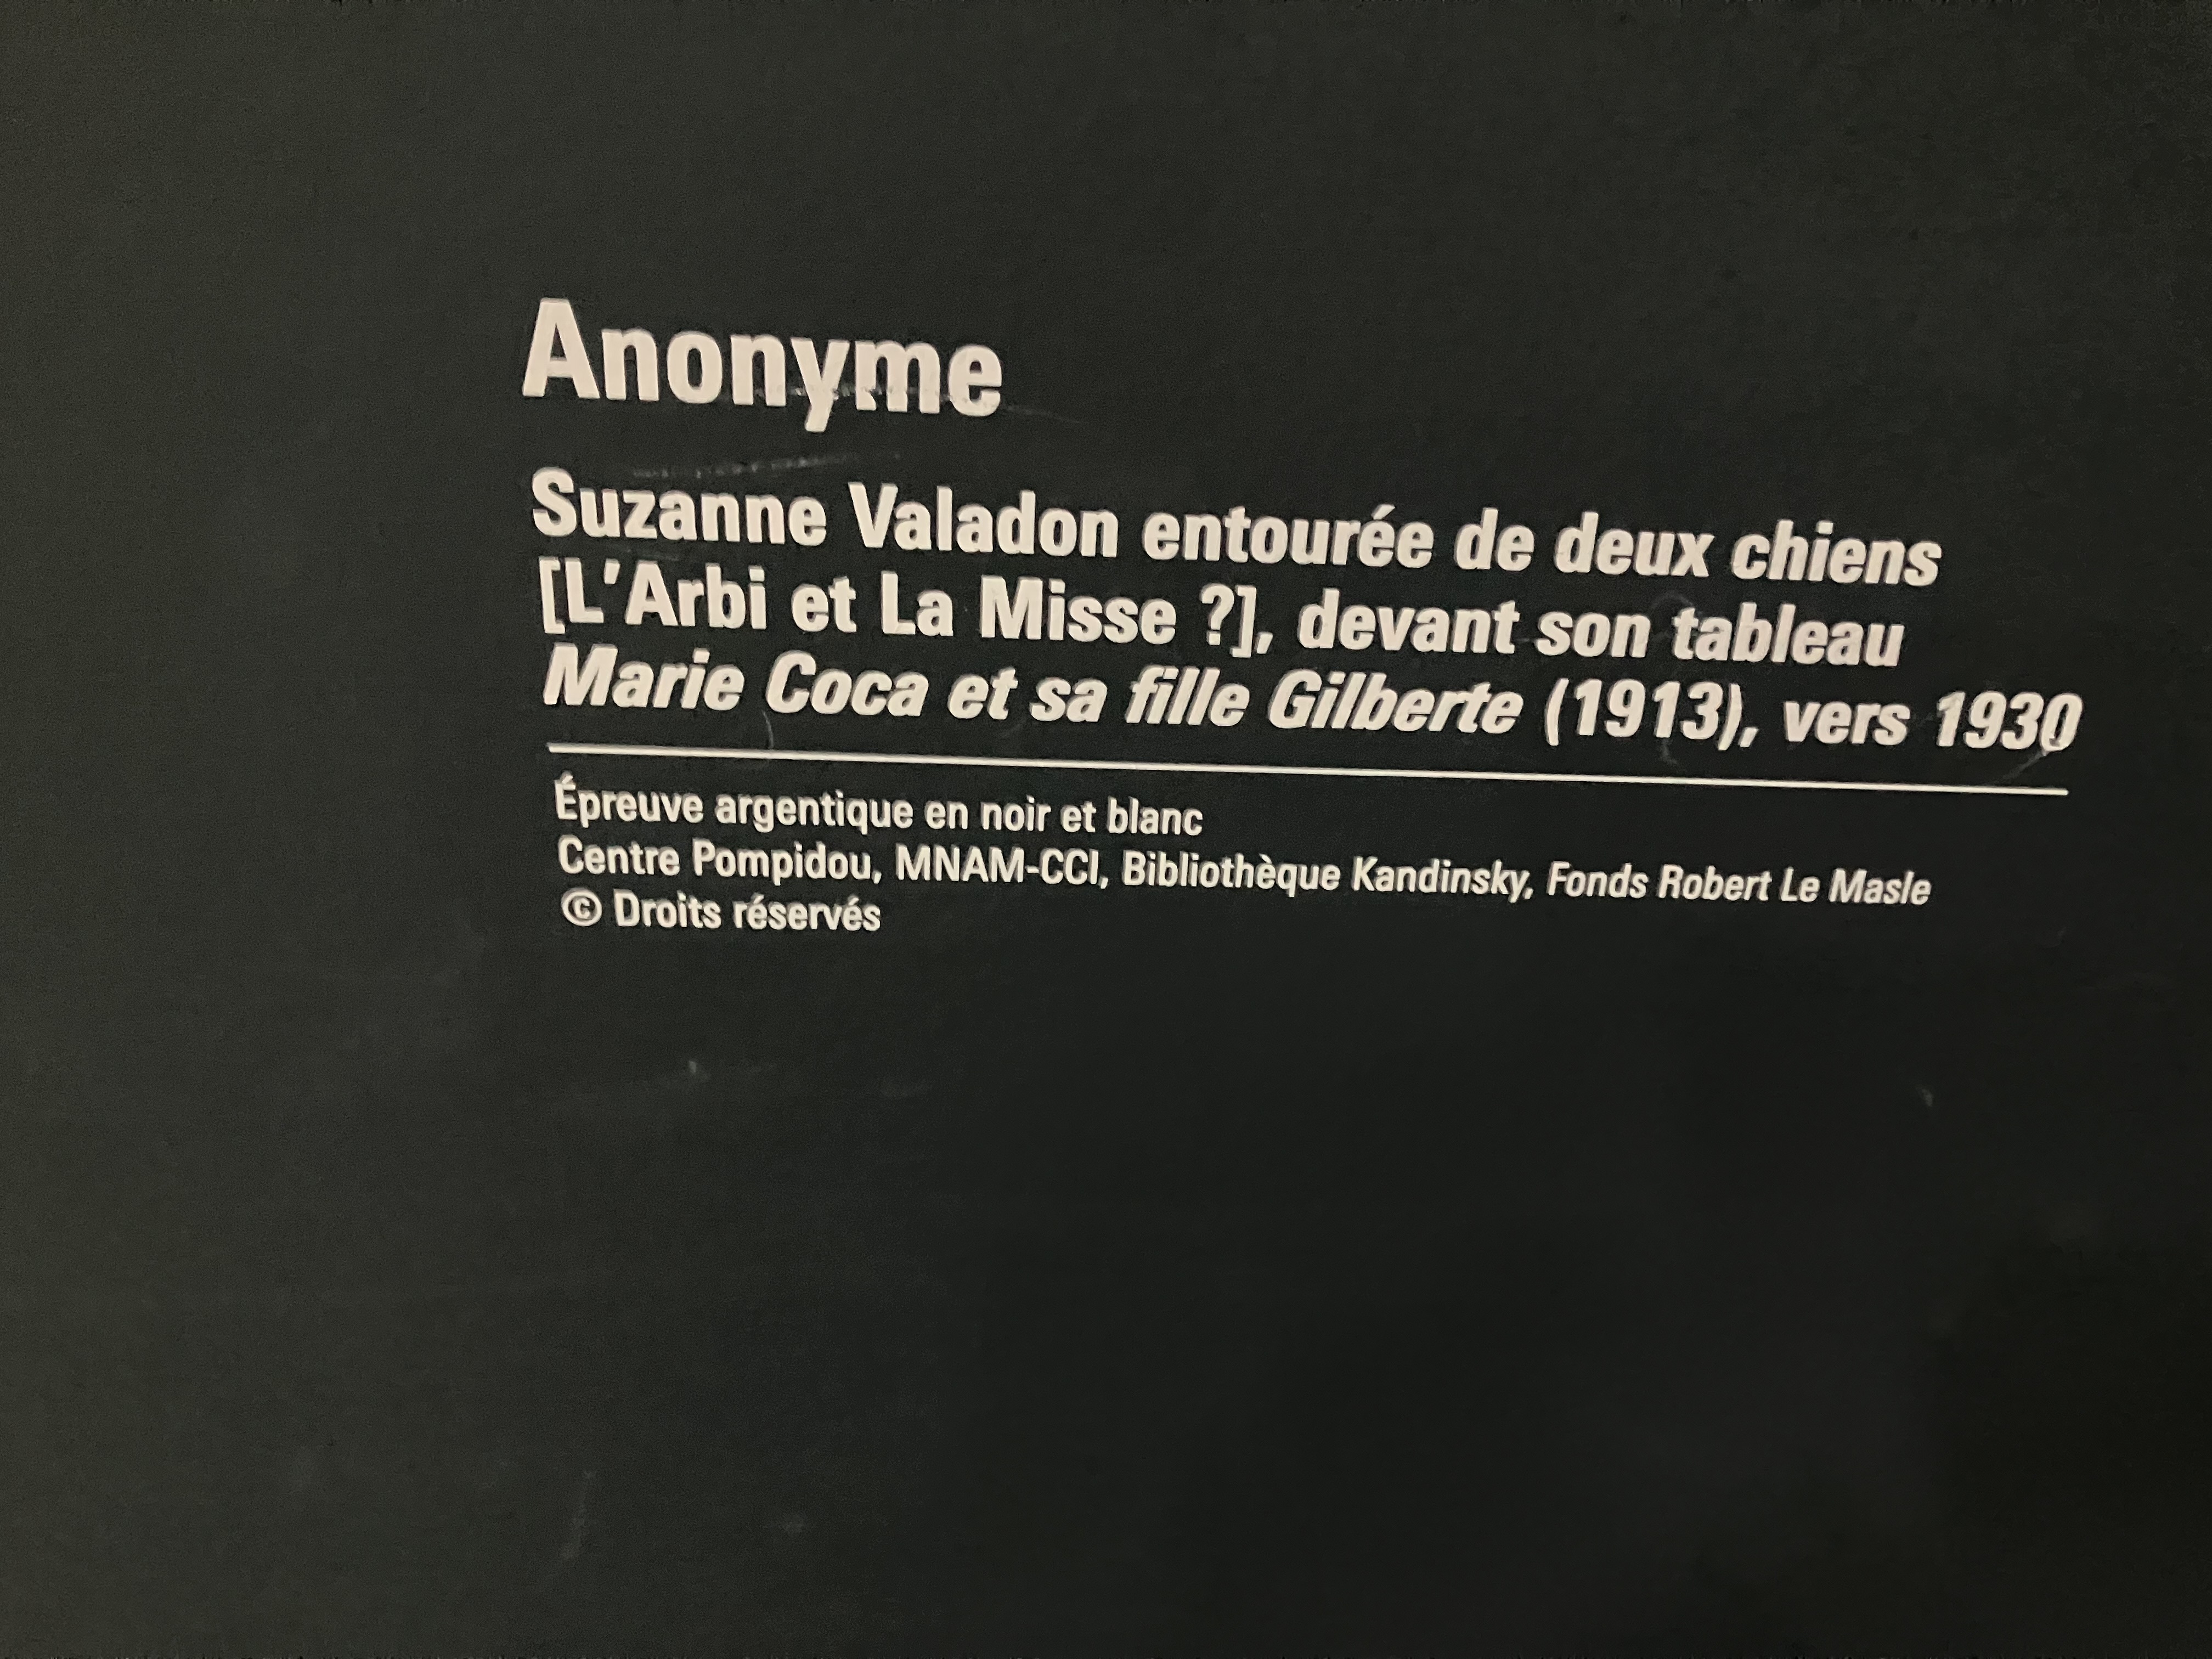 Anonyme
Suzanne Valadon entourée de deux chiens
[L'Arbi et La Misse ?], devant son tableau
Marie Coca et sa fille Gilberte (1913), vers 1930
Épreuve argentique en noir et blanc
Centre Pompidou, MNAM-CCI, Bibliothèque Kandinsky, Fonds Robert Le Masle
© Droits réservés